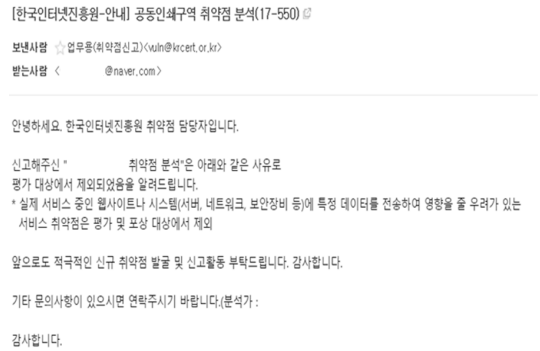 [한국인터넷진흥원-안내] 공동인쇄구역 취약점 분석(17-550)
보낸사람 업무용(취약점신고)<vuln@krcert.or.kr>
받는사람 < @naver.com>
안녕하세요. 한국인터넷진흥원 취약점 담당자입니다.
신고해주신 " 취약점 분석"은 아래와 같은 사유로
평가 대상에서 제외되었음을 알려드립니다.
* 실제 서비스 중인 웹사이트나 시스템(서버, 네트워크, 보안장비 등)에 특정 데이터를 전송하여 영향을 줄 우려가 있는
서비스 취약점은 평가 및 포상 대상에서 제외
앞으로도 적극적인 신규 취약점 발굴 및 신고활동 부탁드립니다. 감사합니다.
기타 문의사항이 있으시면 연락주시기 바랍니다.(분석가 :
감사합니다.